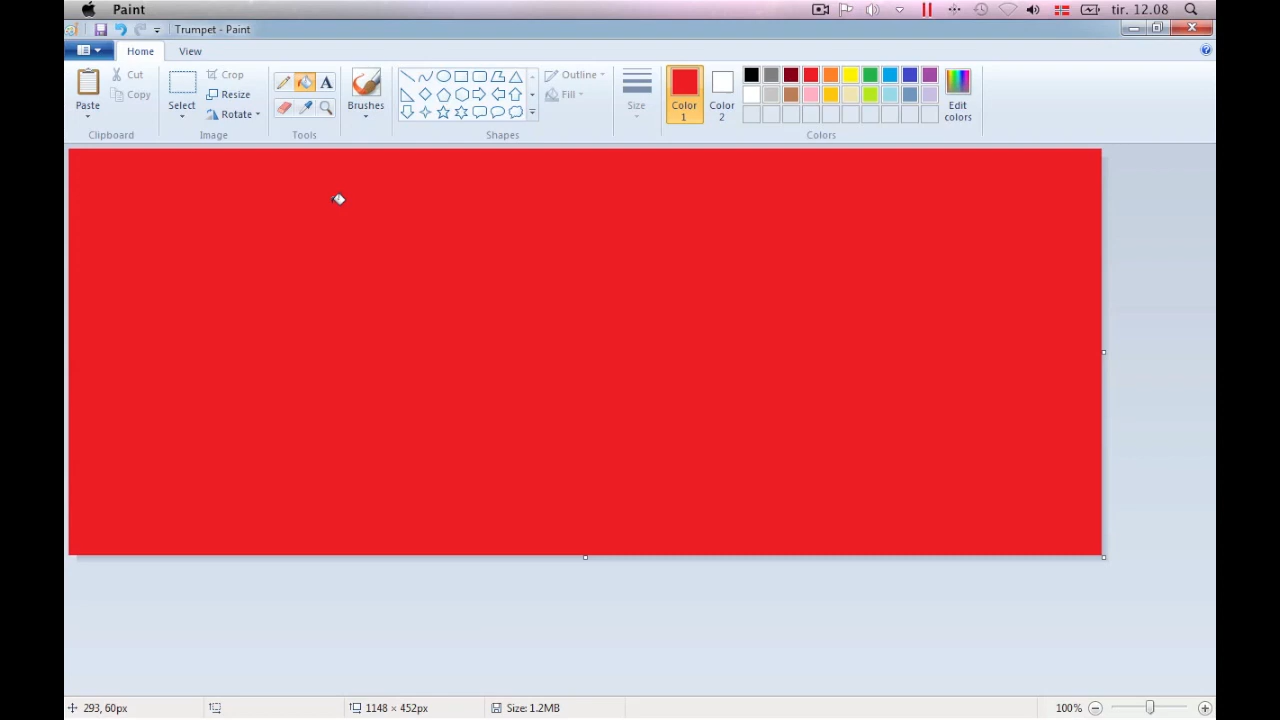 Paint
tir. 12.08
Trumpet - Paint
Home
View
Paste
Cut
Copy
Clipboard
Select
Crop
Resize
Rotate
Image
A
Tools
Brushes
Outline
Fill
Shapes
Size
Color 1
Color 2
Edit colors
Colors
293, 60px
1148 × 452px
Size: 1.2MB
100%